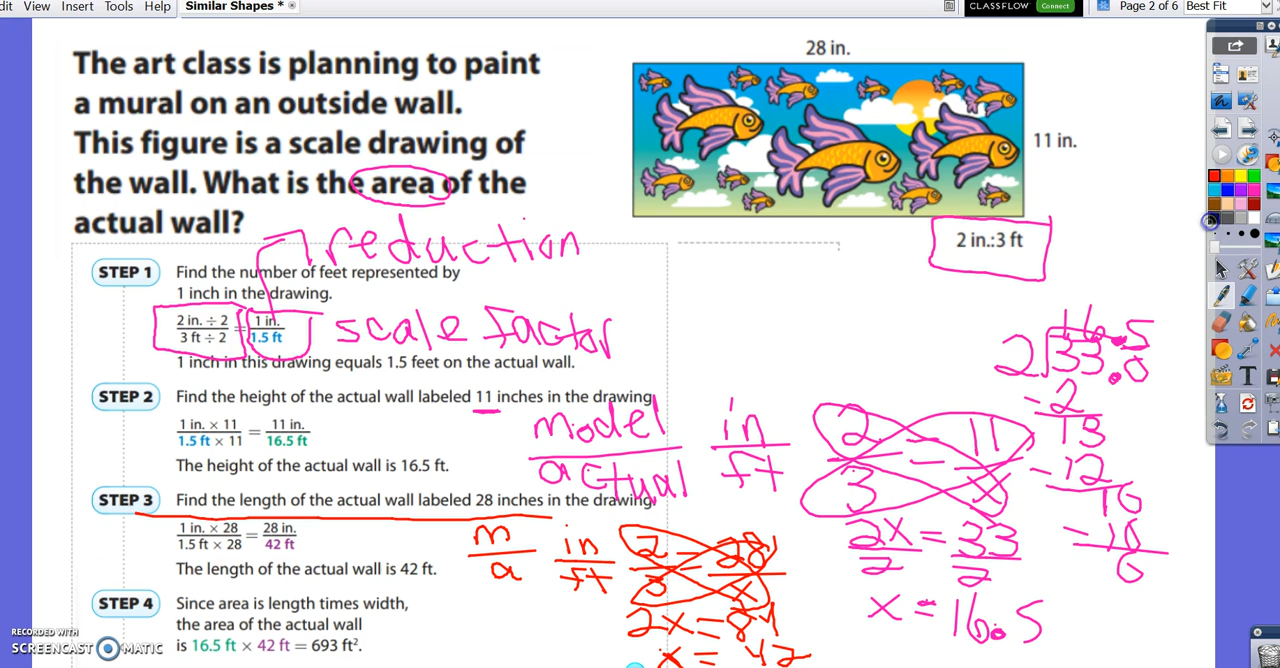 dit View Insert Tools Help Similar Shapes * CLASSFLOW Connect Page 2 of 6 Best Fit
The art class is planning to paint
a mural on an outside wall.
This figure is a scale drawing of
the wall. What is the area of the
actual wall?
28 in.
11 in.
2 in.:3 ft
reduction
STEP 1 Find the number of feet represented by
1 inch in the drawing.
2 in. ÷ 2 = 1 in.
3 ft ÷ 2 1.5 ft
scale factor
1 inch in this drawing equals 1.5 feet on the actual wall.
STEP 2 Find the height of the actual wall labeled 11 inches in the drawing.
1 in. × 11 = 11 in.
1.5 ft × 11 16.5 ft
The height of the actual wall is 16.5 ft.
STEP 3 Find the length of the actual wall labeled 28 inches in the drawing.
1 in. × 28 = 28 in.
1.5 ft × 28 42 ft
The length of the actual wall is 42 ft.
STEP 4 Since area is length times width,
the area of the actual wall
is 16.5 ft × 42 ft = 693 ft².
model in 2 = 11
actual ft 3 x
2x = 33
2 2
x = 16.5
16.5
2 33.0
-2
13
-12
10
-10
0
m in 2 = 28
a ft 3 x
2x = 84
x = 42
RECORDED WITH
SCREENCAST MATIC